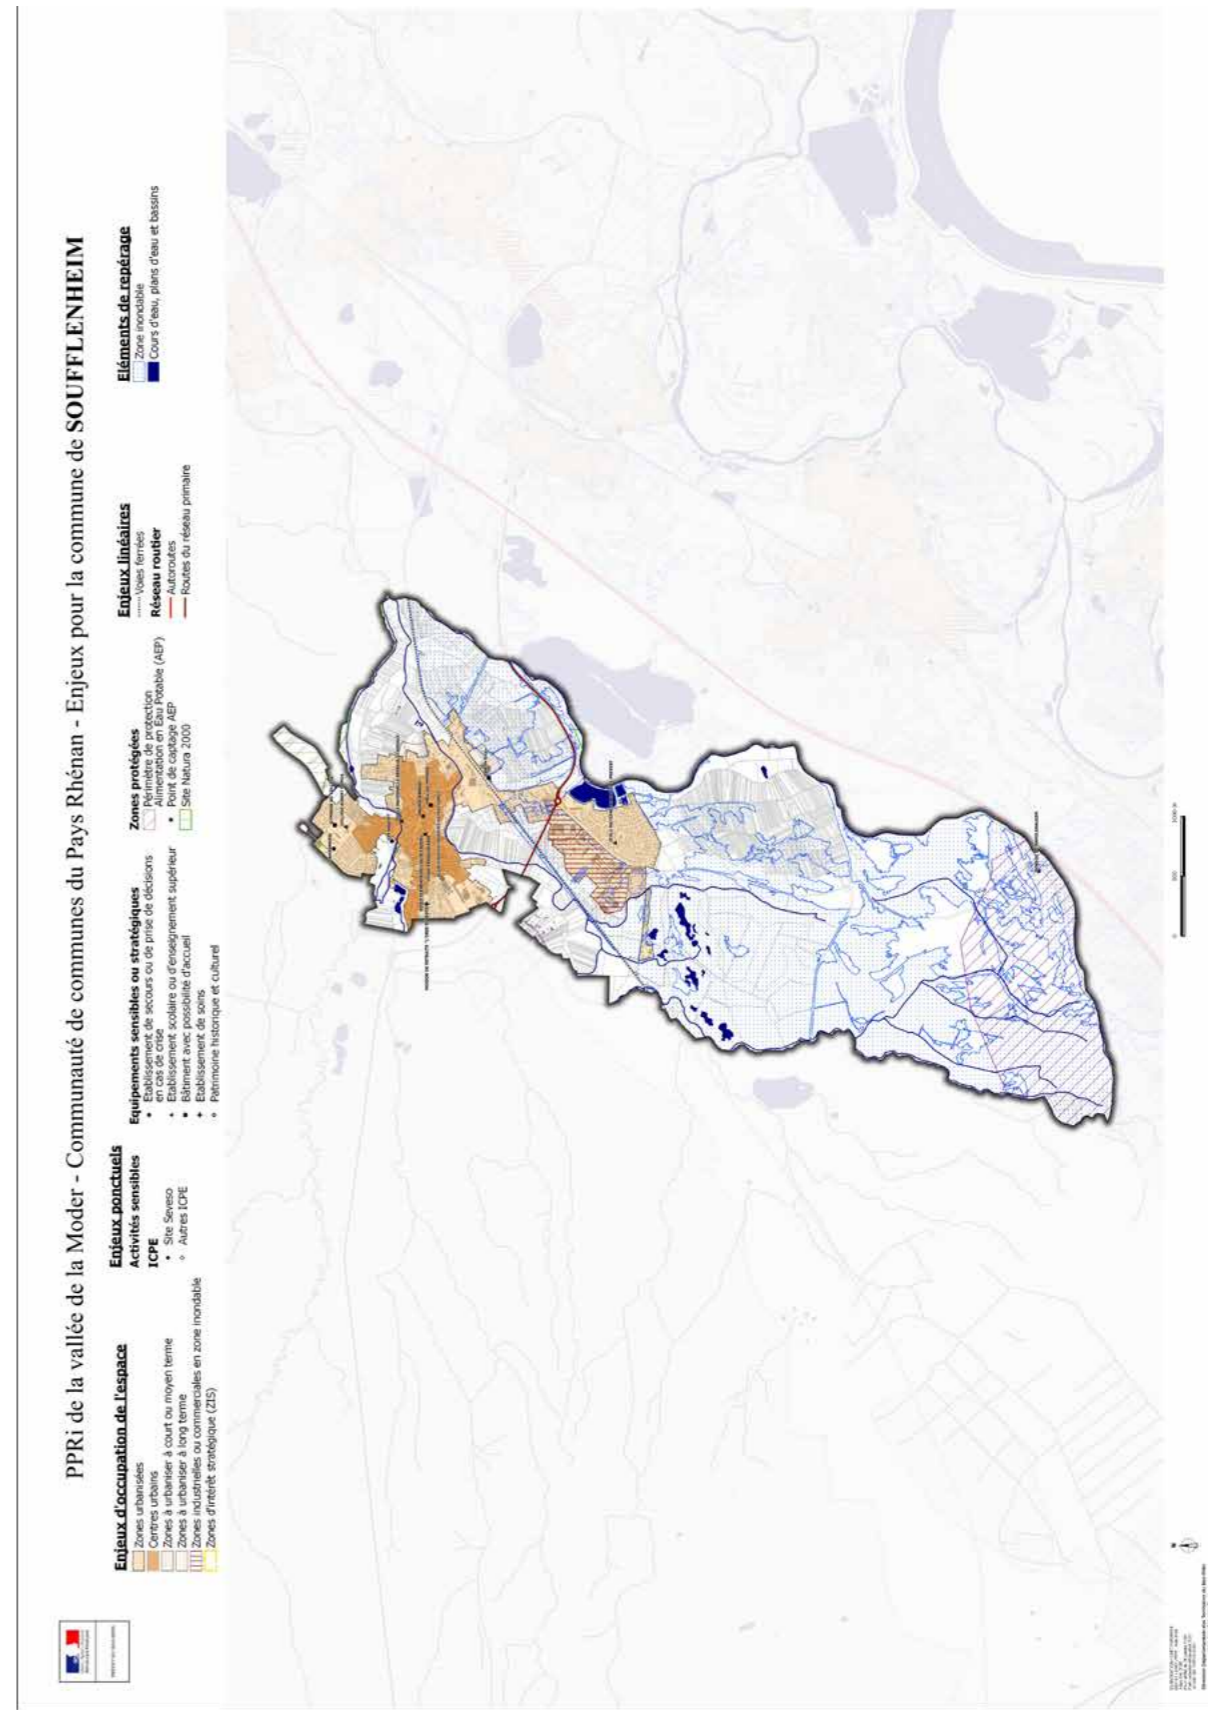 PPRi de la vallée de la Moder - Communauté de communes du Pays Rhénan - Enjeux pour la commune de SOUFFLENHEIM
Enjeux d'occupation de l'espace
Zones urbanisées
Centres urbains
Zones à urbaniser à court ou moyen terme
Zones à urbaniser à long terme
Zones industrielles ou commerciales en zone inondable
Zones d'intérêt stratégique (ZIS)
Enjeux ponctuels
Activités sensibles
ICPE
Site Seveso
Autres ICPE
Equipements sensibles ou stratégiques
Etablissement de secours ou de prise de décisions
en cas de crise
Etablissement scolaire ou d'enseignement supérieur
Bâtiment avec possibilité d'accueil
Etablissement de soins
Patrimoine historique et culturel
Zones protégées
Périmètre de protection
Alimentation en Eau Potable (AEP)
Point de captage AEP
Site Natura 2000
Enjeux linéaires
Voies ferrées
Réseau routier
Autoroutes
Routes du réseau primaire
Eléments de repérage
Zone inondable
Cours d'eau, plans d'eau et bassins